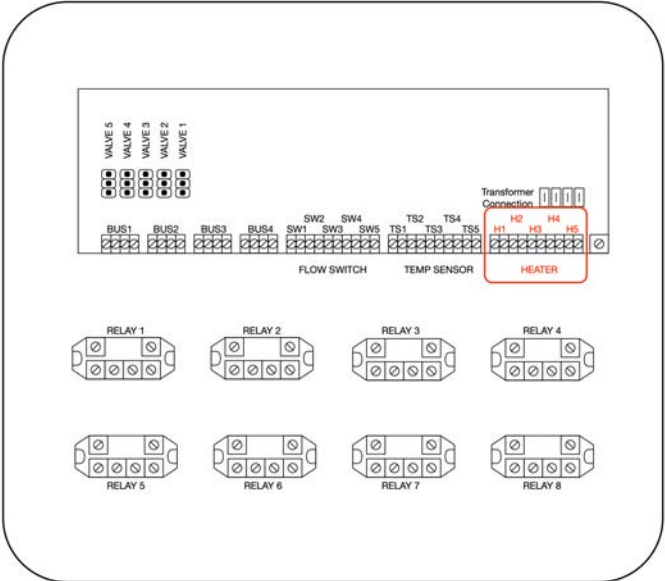 VALVE 5
VALVE 4
VALVE 3
VALVE 2
VALVE 1
Transformer
Connection
SW2 SW4 TS2 TS4 H2 H4
BUS1 BUS2 BUS3 BUS4 SW1 SW3 SW5 TS1 TS3 TS5 H1 H3 H5
FLOW SWITCH TEMP SENSOR HEATER
RELAY 1 RELAY 2 RELAY 3 RELAY 4
RELAY 5 RELAY 6 RELAY 7 RELAY 8